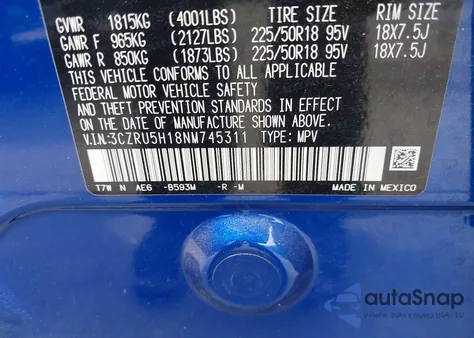 GVWR 1815KG (4001LBS) TIRE SIZE RIM SIZE
GAWR F 965KG (2127LBS) 225/50R18 95V 18X7.5J
GAWR R 850KG (1873LBS) 225/50R18 95V 18X7.5J
THIS VEHICLE CONFORMS TO ALL APPLICABLE
FEDERAL MOTOR VEHICLE SAFETY
AND THEFT PREVENTION STANDARDS IN EFFECT
ON THE DATE OF MANUFACTURE SHOWN ABOVE.
V.I.N:3CZRU5H18NM745311 TYPE: MPV
T7W N AE6 -B593M -R -M -MADE IN MEXICO
autoSnap